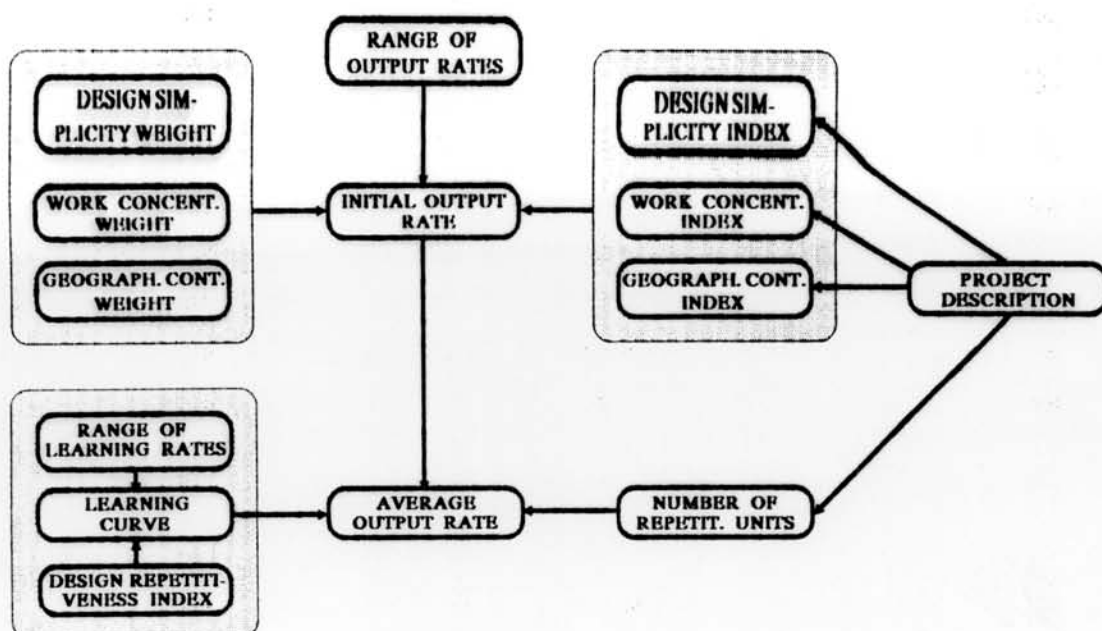 RANGE OF
OUTPUT RATES
DESIGN SIM-
PLICITY WEIGHT
WORK CONCENT.
WEIGHT
GEOGRAPH. CONT.
WEIGHT
INITIAL OUTPUT
RATE
DESIGN SIM-
PLICITY INDEX
WORK CONCENT.
INDEX
GEOGRAPH. CONT.
INDEX
PROJECT
DESCRIPTION
RANGE OF
LEARNING RATES
LEARNING
CURVE
DESIGN REPETITI-
VENESS INDEX
AVERAGE
OUTPUT RATE
NUMBER OF
REPETIT. UNITS